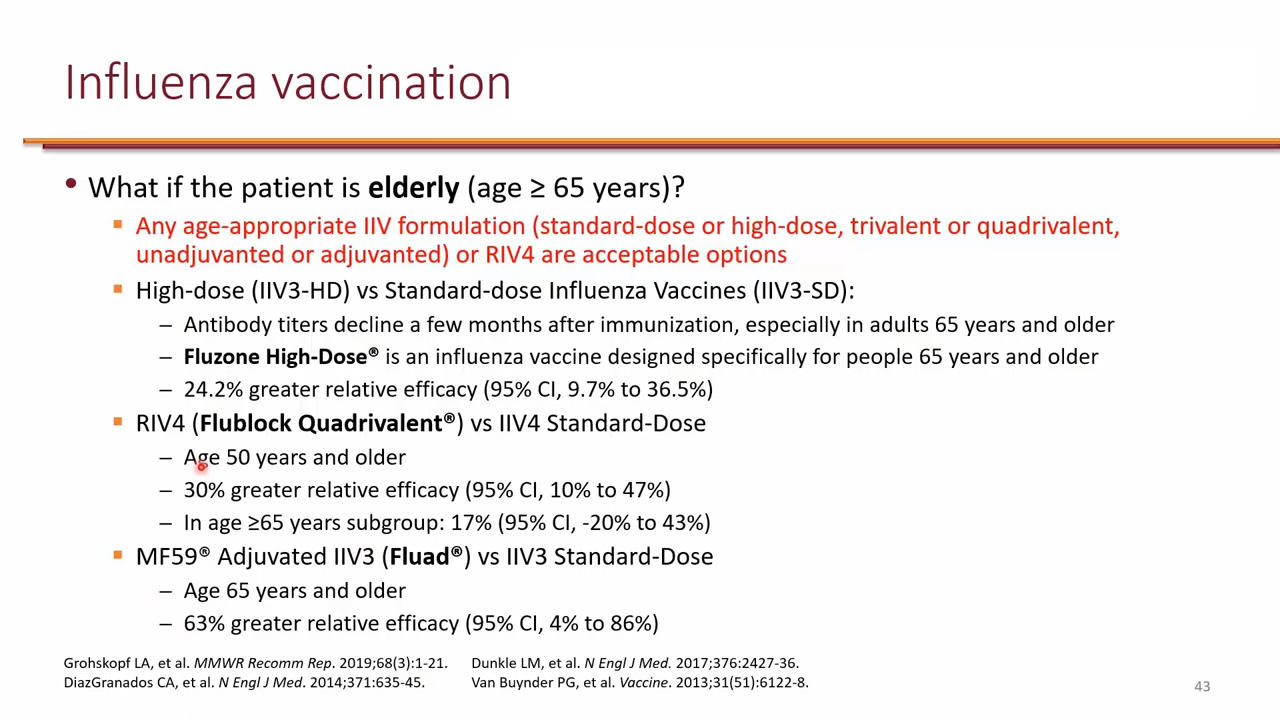 Influenza vaccination
• What if the patient is elderly (age ≥ 65 years)?
▪ Any age-appropriate IIV formulation (standard-dose or high-dose, trivalent or quadrivalent,
unadjuvanted or adjuvanted) or RIV4 are acceptable options
▪ High-dose (IIV3-HD) vs Standard-dose Influenza Vaccines (IIV3-SD):
– Antibody titers decline a few months after immunization, especially in adults 65 years and older
– Fluzone High-Dose® is an influenza vaccine designed specifically for people 65 years and older
– 24.2% greater relative efficacy (95% CI, 9.7% to 36.5%)
▪ RIV4 (Flublock Quadrivalent®) vs IIV4 Standard-Dose
– Age 50 years and older
– 30% greater relative efficacy (95% CI, 10% to 47%)
– In age ≥65 years subgroup: 17% (95% CI, -20% to 43%)
▪ MF59® Adjuvated IIV3 (Fluad®) vs IIV3 Standard-Dose
– Age 65 years and older
– 63% greater relative efficacy (95% CI, 4% to 86%)
Grohskopf LA, et al. MMWR Recomm Rep. 2019;68(3):1-21.
DiazGranados CA, et al. N Engl J Med. 2014;371:635-45.
Dunkle LM, et al. N Engl J Med. 2017;376:2427-36.
Van Buynder PG, et al. Vaccine. 2013;31(51):6122-8.
43